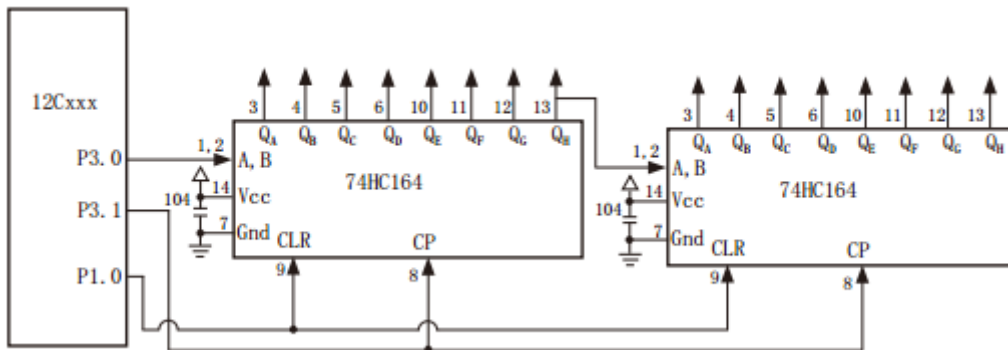 12Cxxx
P3.0
P3.1
P1.0
3 4 5 6 10 11 12 13
QA QB QC QD QE QF QG QH
1,2 A,B
74HC164
14 Vcc
104
7 Gnd
CLR CP
9 8
3 4 5 6 10 11 12 13
QA QB QC QD QE QF QG QH
1,2 A,B
74HC164
14 Vcc
104
7 Gnd
CLR CP
9 8